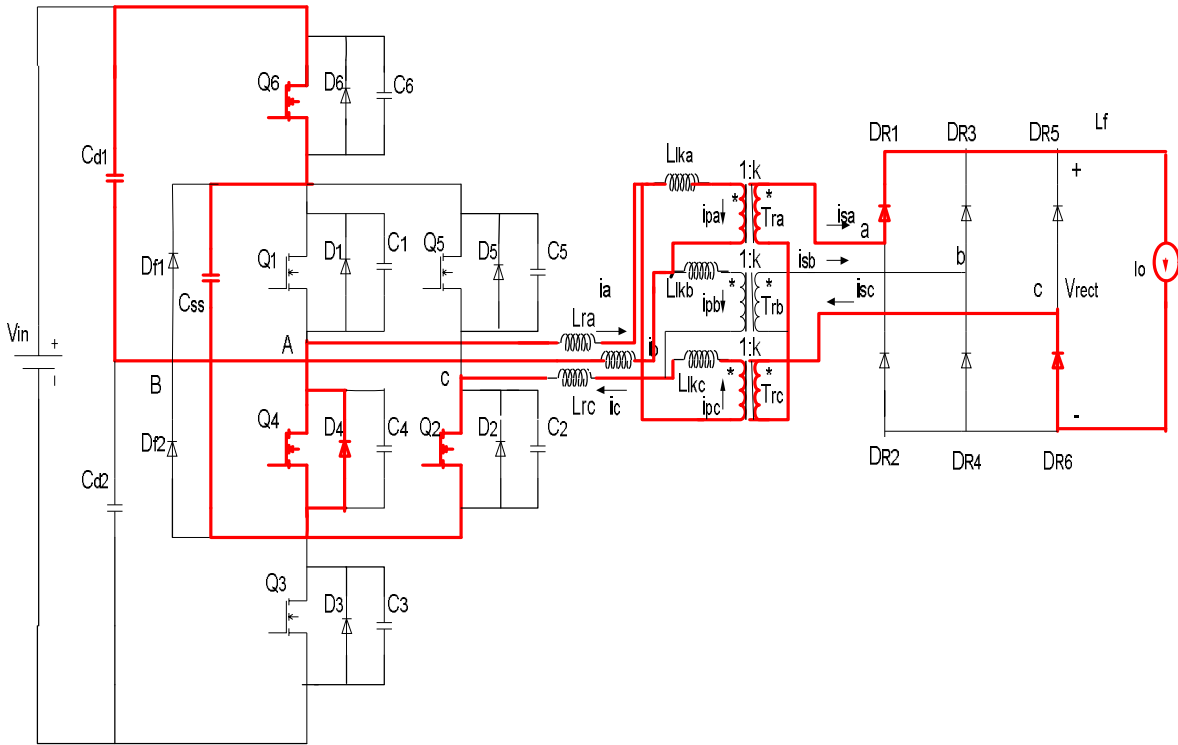 Q6
D6
C6
DR1
DR3
DR5
Lf
Cd1
Llka
1:k
+
*
*
ipa
Tra
isa
a
Df1
Q1
D1
C1
Q5
D5
C5
Css
1:k
isb
b
Llkb
*
*
ipb
Trb
isc
c
Vrect
Io
ia
Lra
Vin
+
-
A
ib
1:k
B
c
Lrc
ic
Llkc
*
*
ipc
Trc
Q4
D4
C4
Q2
D2
C2
-
Df2
Cd2
DR2
DR4
DR6
Q3
D3
C3